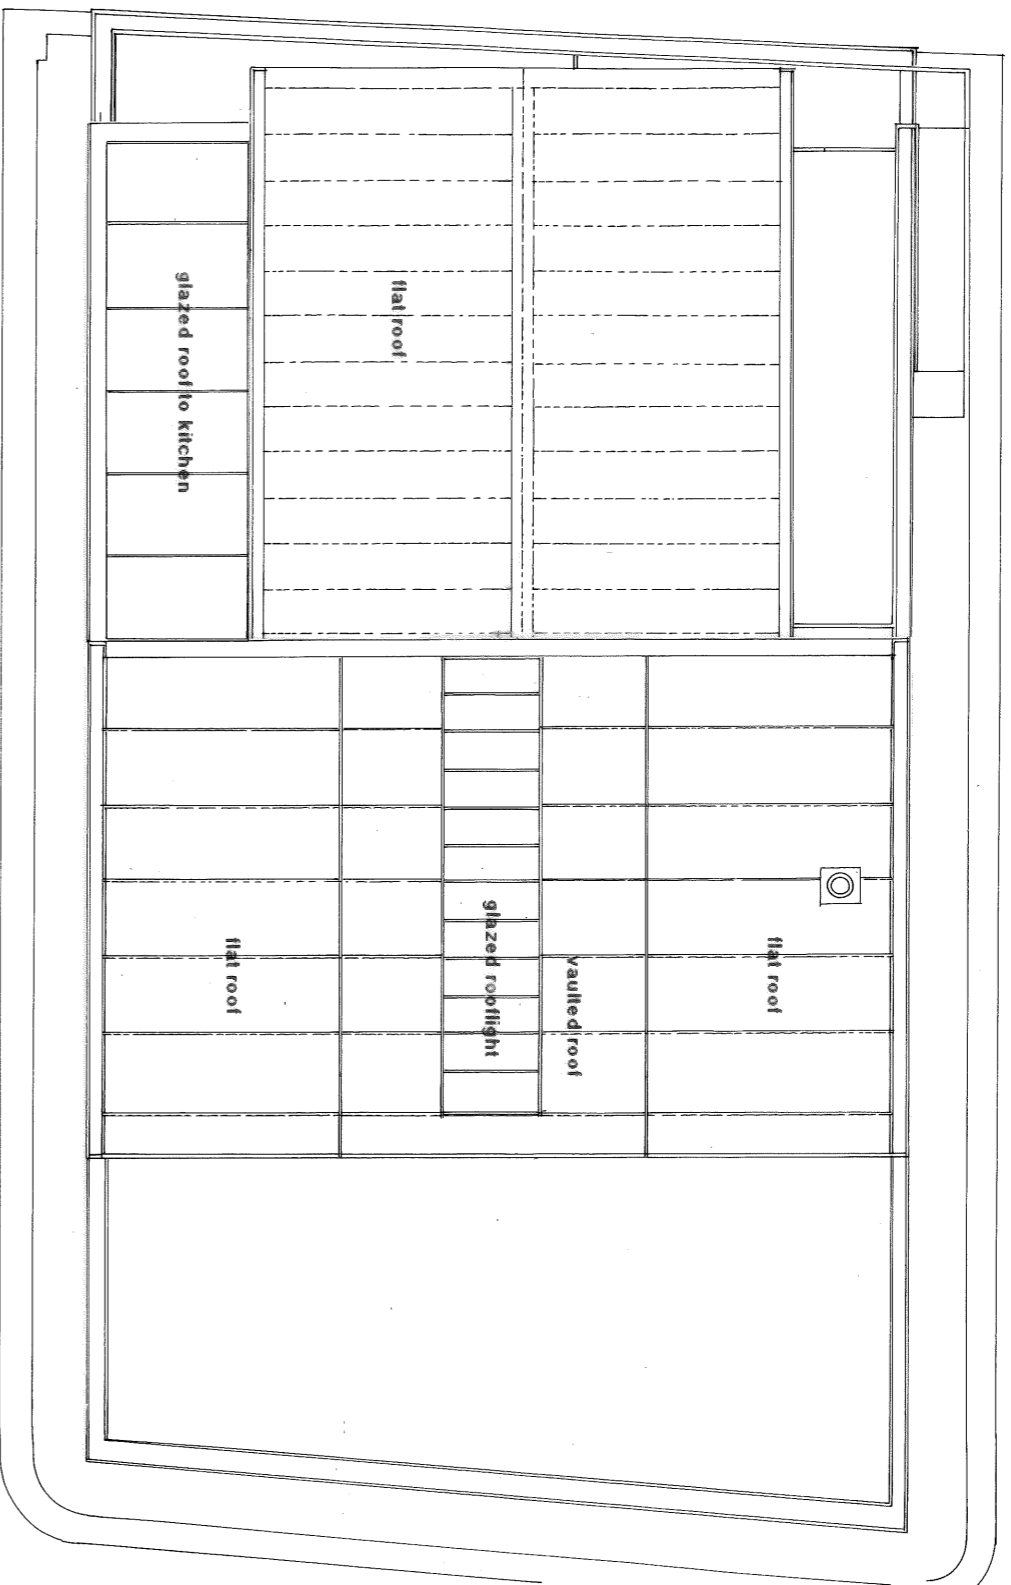 glazed roof to kitchen
flat roof
flat roof
glazed rooflight
vaulted roof
flat roof